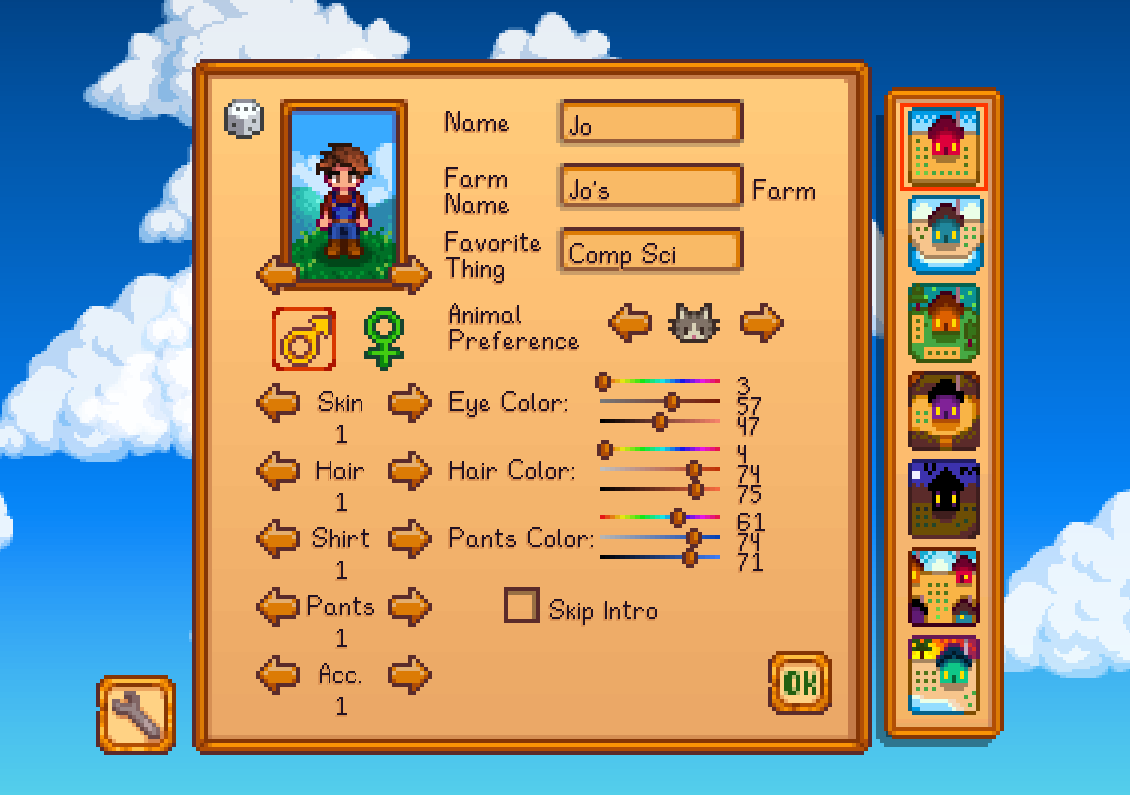 Name Jo
Farm Name Jo's Farm
Favorite Thing Comp Sci
Animal Preference
Skin
1
Eye Color: 3
57
47
Hair
1
Hair Color: 4
74
75
Shirt
1
Pants Color: 61
74
71
Pants
1
Skip Intro
Acc.
1
OK